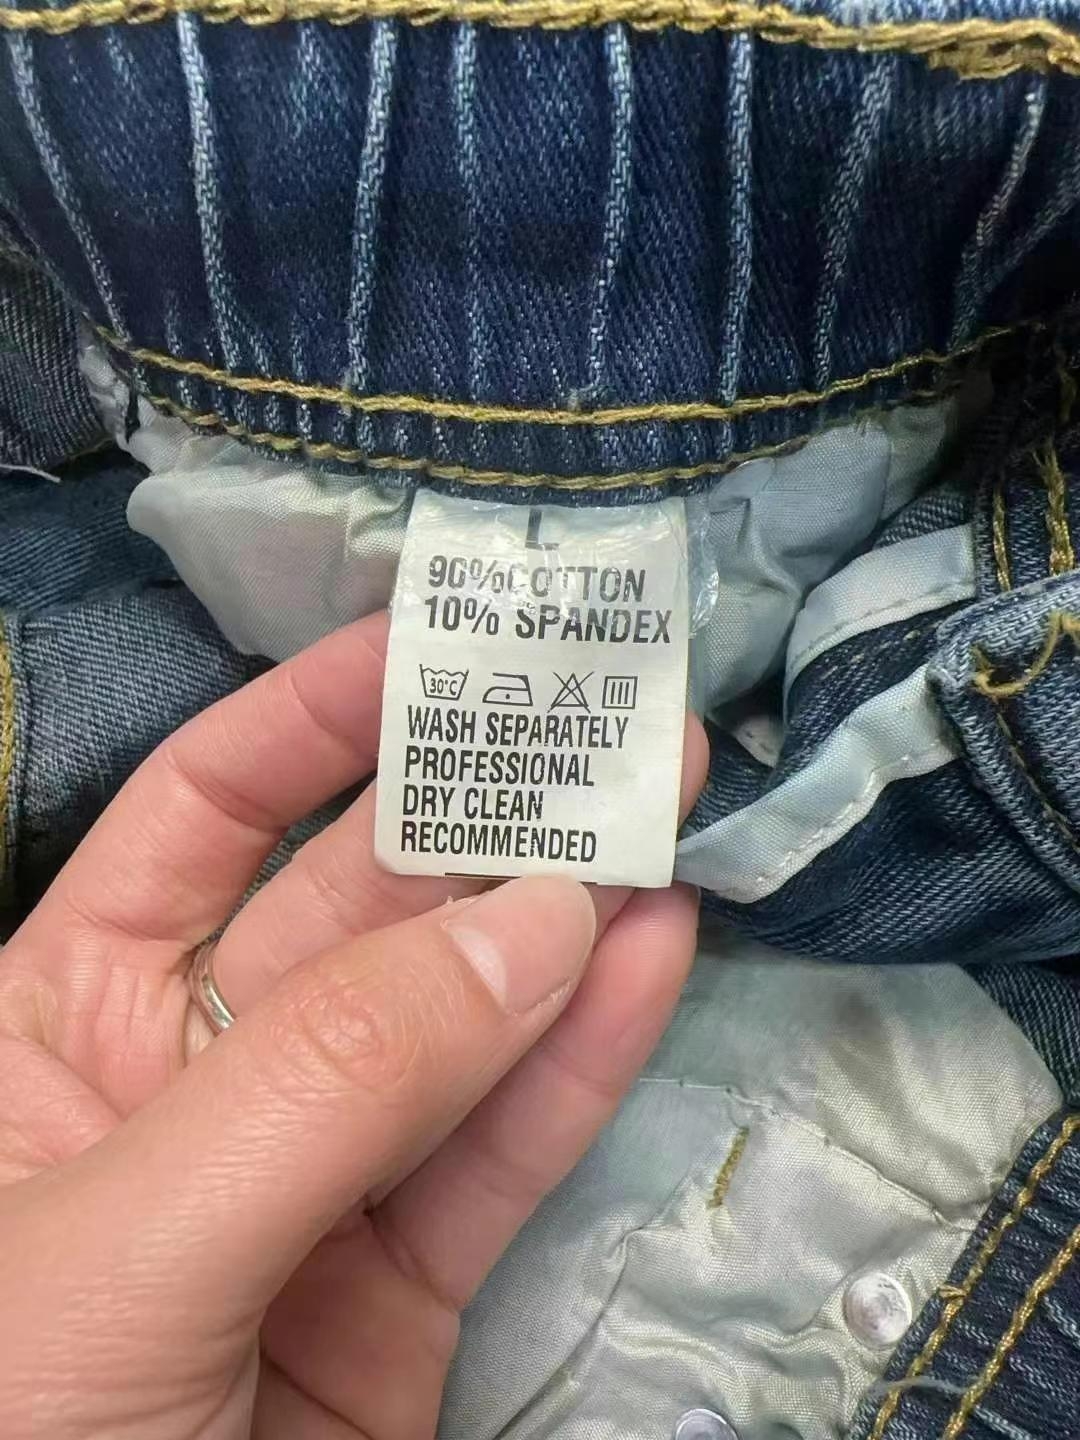 L
90%COTTON
10% SPANDEX
30°C
WASH SEPARATELY
PROFESSIONAL
DRY CLEAN
RECOMMENDED